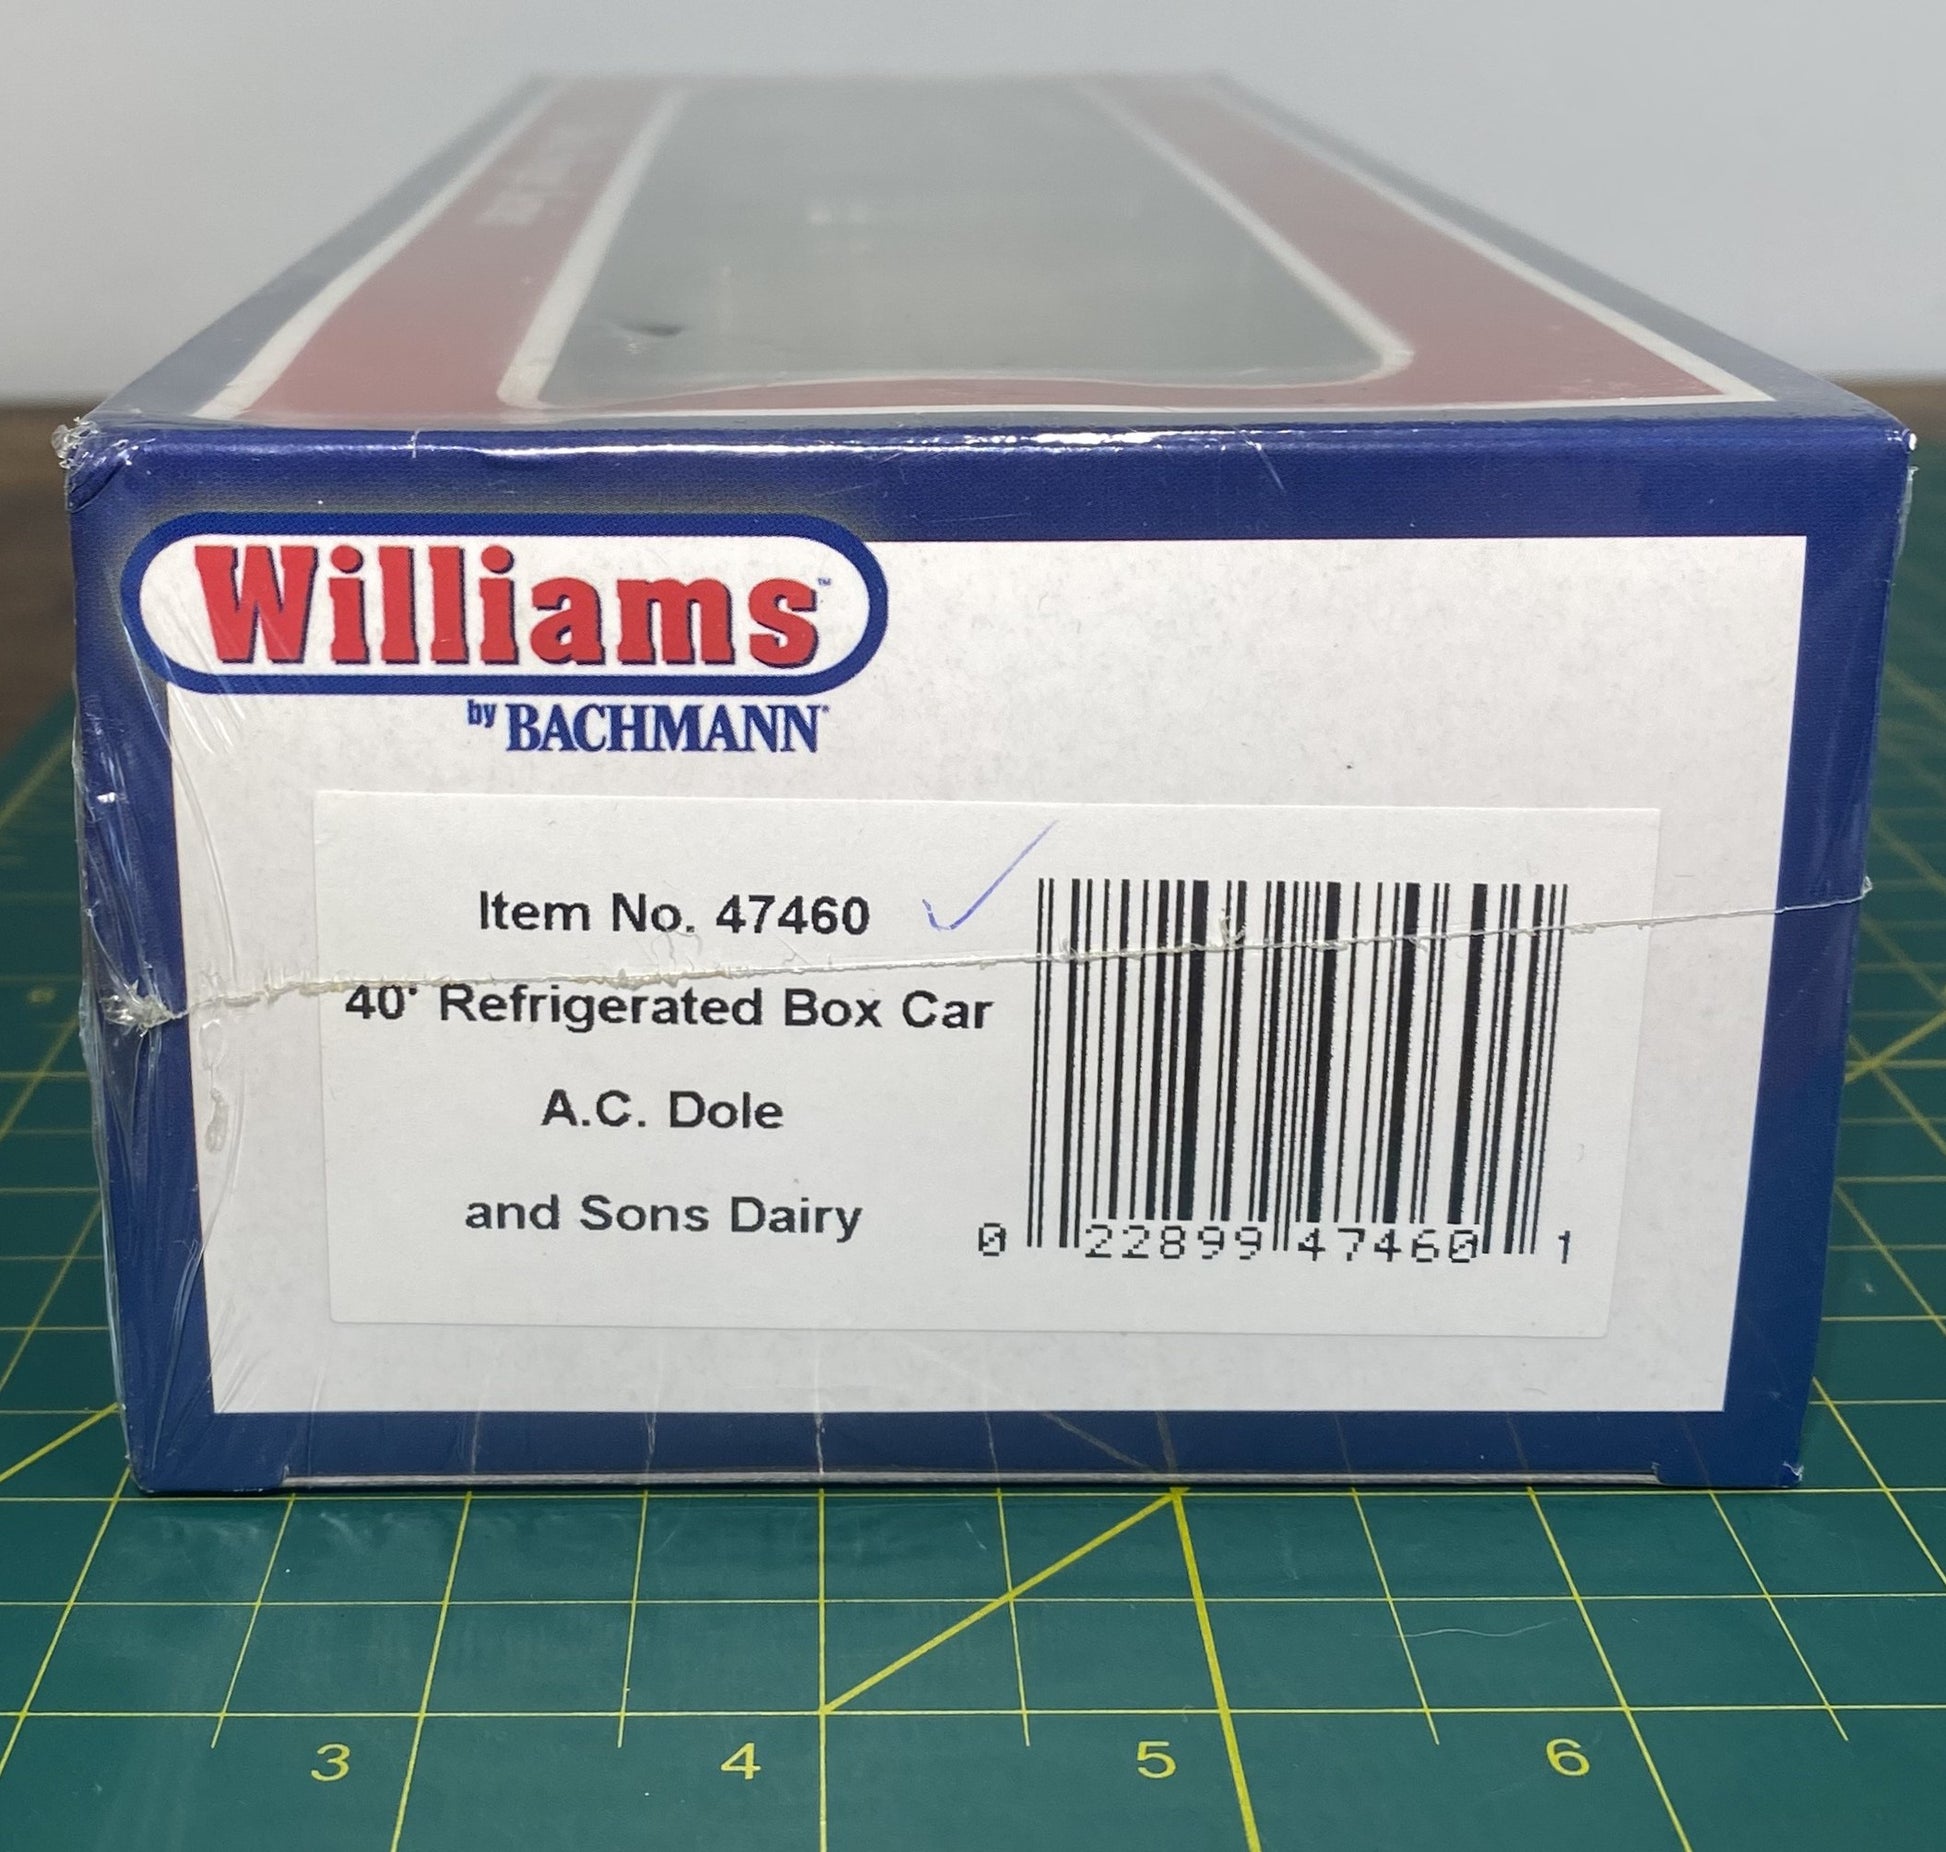 Williams™
by BACHMANN®
Item No. 47460
40' Refrigerated Box Car
A.C. Dole
and Sons Dairy
0 22899 47460 1
3 4 5 6